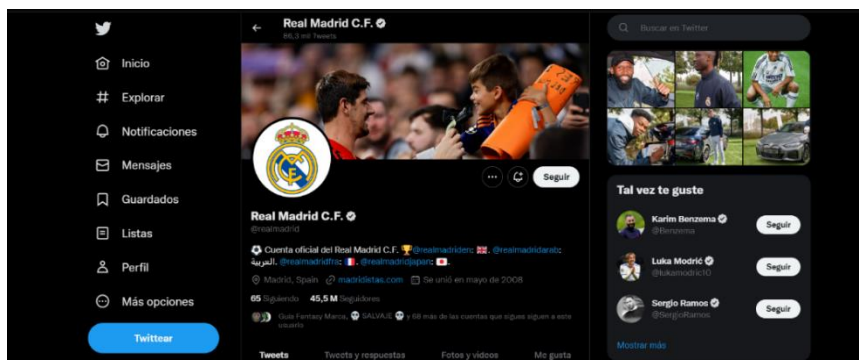 Inicio
Explorar
Notificaciones
Mensajes
Guardados
Listas
Perfil
Más opciones
Twittear
Real Madrid C.F.
86,3 mil Tweets
Seguir
Real Madrid C.F.
@realmadrid
Cuenta oficial del Real Madrid C.F. 🏆@realmadriden: 🇬🇧. @realmadridarab:
العربية. @realmadridfra: 🇫🇷. @realmadridjapan: 🇯🇵.
Madrid, Spain madridistas.com Se unió en mayo de 2008
65 Siguiendo 45,5 M Seguidores
Guía Fentazy Marca, 💀 SALVAJE 💀 y 68 más de las cuentas que sigues siguen a este
usuario
Tweets Tweets y respuestas Fotos y vídeos Me gusta
Buscar en Twitter
Tal vez te guste
Karim Benzema
@Benzema
Seguir
Luka Modrić
@lukamodric10
Seguir
Sergio Ramos
@SergioRamos
Seguir
Mostrar más